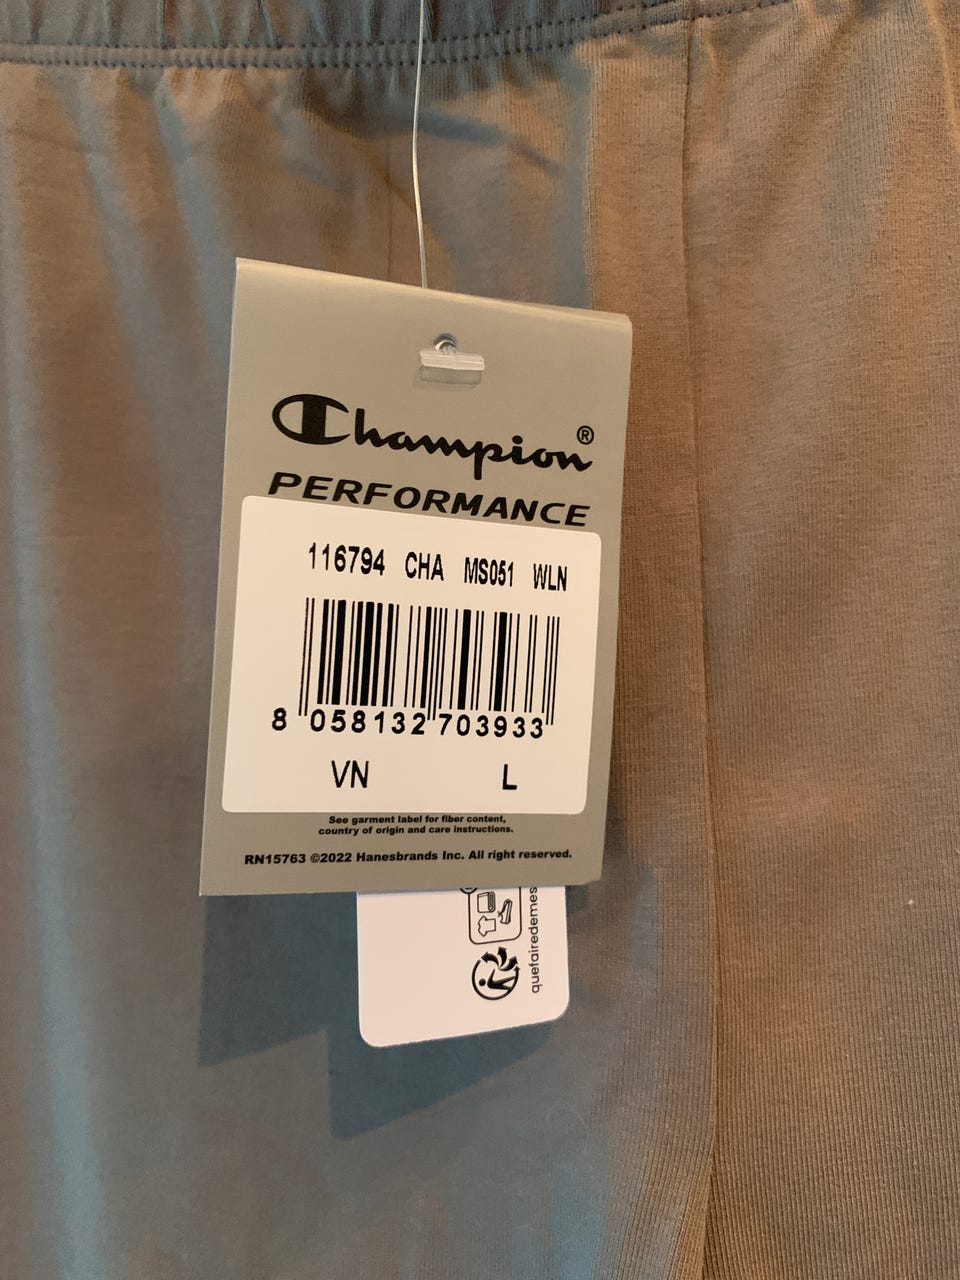 Champion®
PERFORMANCE
116794 CHA MS051 WLN
8 058132 703933
VN L
See garment label for fiber content,
country of origin and care instructions.
RN15763 ©2022 Hanesbrands Inc. All right reserved.
quefairedemes